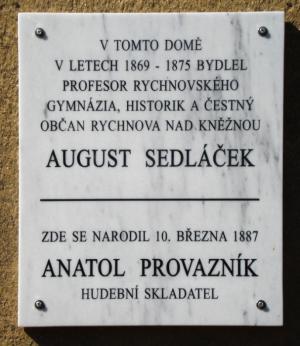 V TOMTO DOMĚ
V LETECH 1869 - 1875 BYDLEL
PROFESOR RYCHNOVSKÉHO
GYMNÁZIA, HISTORIK A ČESTNÝ
OBČAN RYCHNOVA NAD KNĚŽNOU
AUGUST SEDLÁČEK
ZDE SE NARODIL 10. BŘEZNA 1887
ANATOL PROVAZNÍK
HUDEBNÍ SKLADATEL